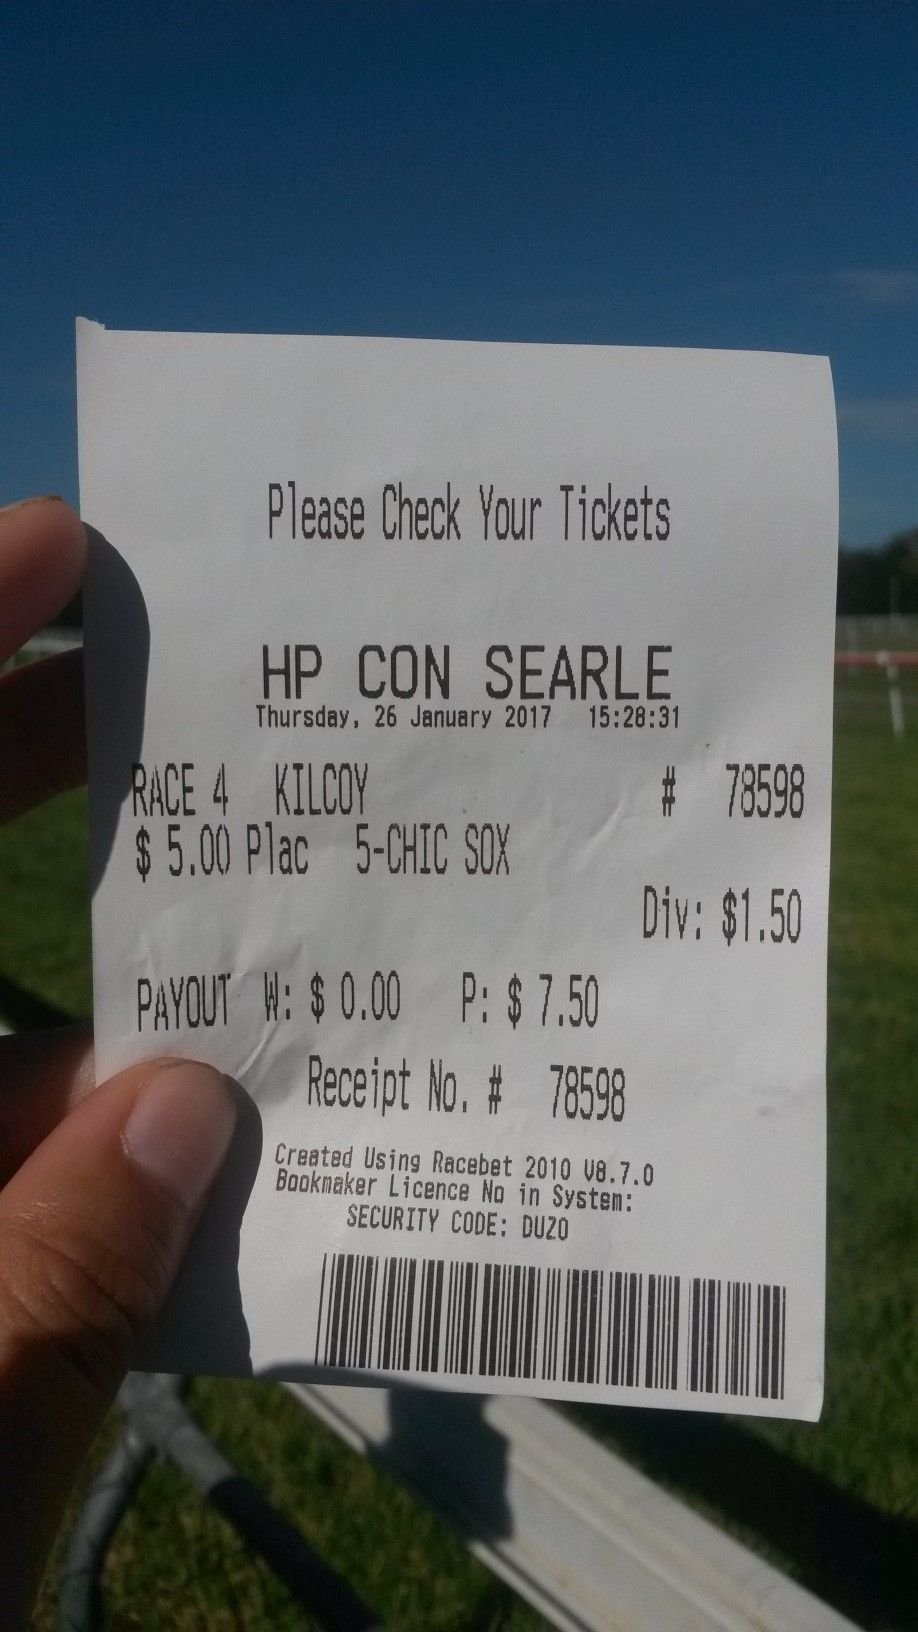 Please Check Your Tickets
HP CON SEARLE
Thursday, 26 January 2017 15:28:31
RACE 4 KILCOY # 78598
$ 5.00 Plac 5-CHIC SOX
Div: $1.50
PAYOUT W: $ 0.00 P: $ 7.50
Receipt No. # 78598
Created Using Racebet 2010 V8.7.0
Bookmaker Licence No in System:
SECURITY CODE: DUZO